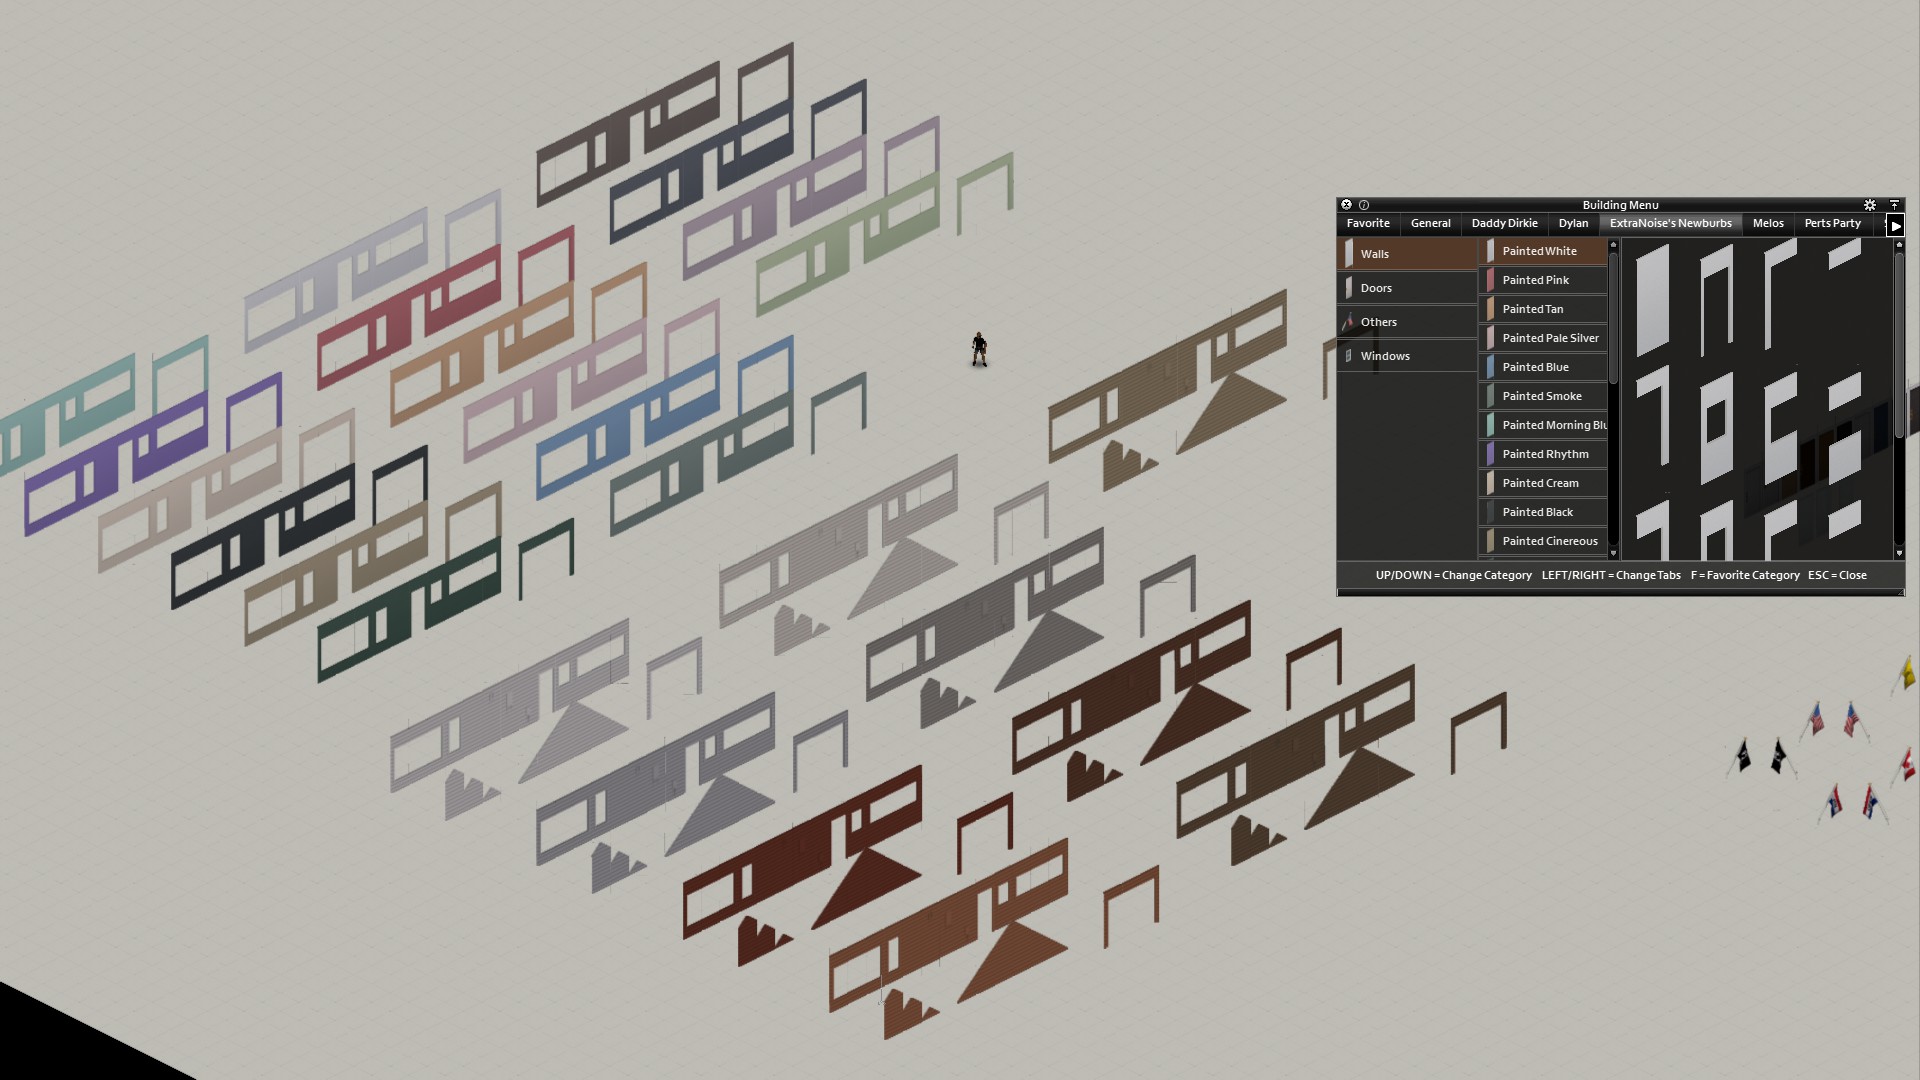 Building Menu
Favorite General Daddy Dirkie Dylan ExtraNoise's Newburbs Melos Perts Party
Walls
Doors
Others
Windows
Painted White
Painted Pink
Painted Tan
Painted Pale Silver
Painted Blue
Painted Smoke
Painted Morning Blu
Painted Rhythm
Painted Cream
Painted Black
Painted Cinereous
UP/DOWN = Change Category LEFT/RIGHT = Change Tabs F = Favorite Category ESC = Close